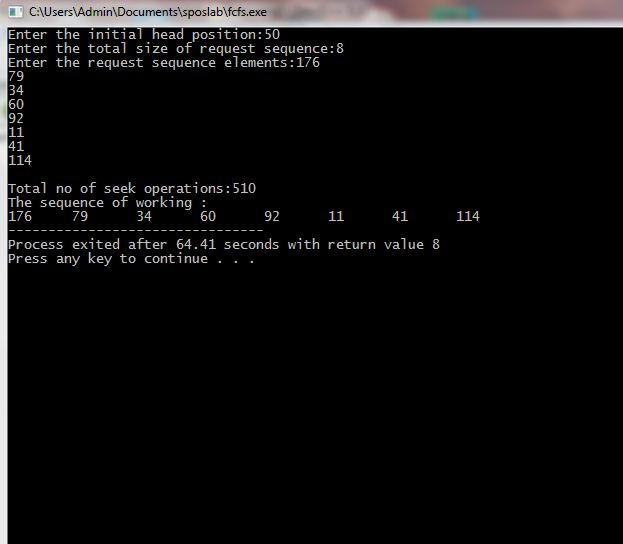 C:\Users\Admin\Documents\sposlab\fcfs.exe
Enter the initial head position:50
Enter the total size of request sequence:8
Enter the request sequence elements:176
79
34
60
92
11
41
114
Total no of seek operations:510
The sequence of working :
176 79 34 60 92 11 41 114
--------------------------------
Process exited after 64.41 seconds with return value 8
Press any key to continue . . .